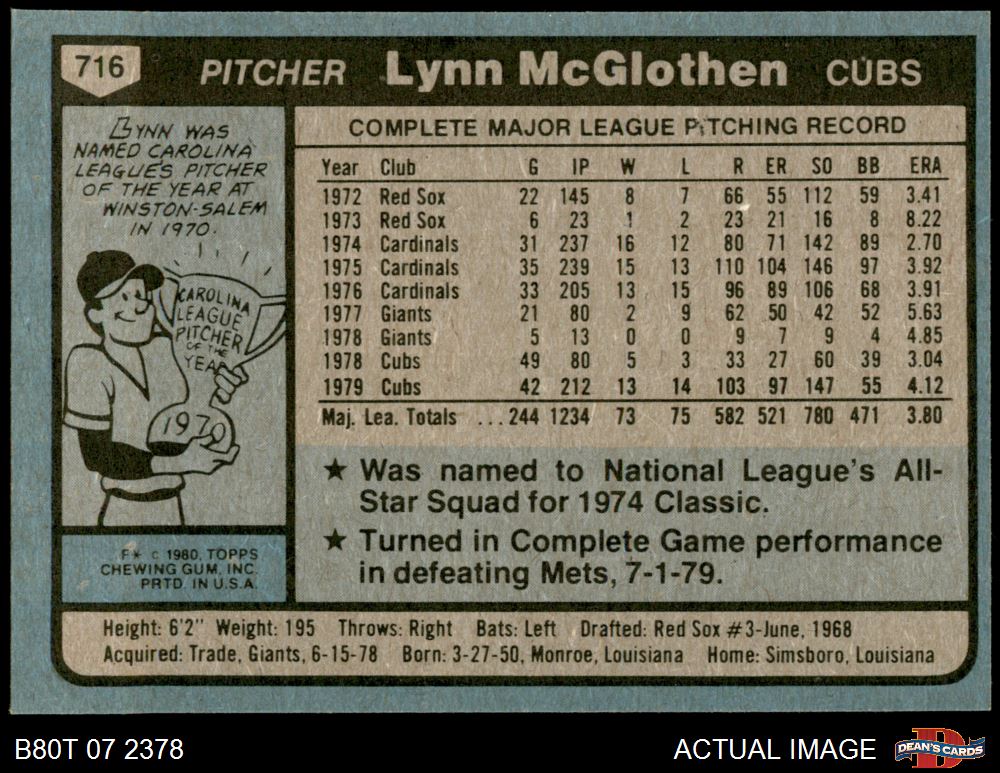 716 PITCHER Lynn McGlothen CUBS
LYNN WAS
NAMED CAROLINA
LEAGUE'S PITCHER
OF THE YEAR AT
WINSTON-SALEM
IN 1970.
CAROLINA
LEAGUE
PITCHER
OF THE
YEAR
1970
F* © 1980, TOPPS
CHEWING GUM, INC.
PRTD. IN U.S.A.
COMPLETE MAJOR LEAGUE PITCHING RECORD
Year Club G IP W L R ER SO BB ERA
1972 Red Sox 22 145 8 7 66 55 112 59 3.41
1973 Red Sox 6 23 1 2 23 21 16 8 8.22
1974 Cardinals 31 237 16 12 80 71 142 89 2.70
1975 Cardinals 35 239 15 13 110 104 146 97 3.92
1976 Cardinals 33 205 13 15 96 89 106 68 3.91
1977 Giants 21 80 2 9 62 50 42 52 5.63
1978 Giants 5 13 0 0 9 7 9 4 4.85
1978 Cubs 49 80 5 3 33 27 60 39 3.04
1979 Cubs 42 212 13 14 103 97 147 55 4.12
Maj. Lea. Totals ... 244 1234 73 75 582 521 780 471 3.80
★ Was named to National League's All-
Star Squad for 1974 Classic.
★ Turned in Complete Game performance
in defeating Mets, 7-1-79.
Height: 6'2" Weight: 195 Throws: Right Bats: Left Drafted: Red Sox #3-June, 1968
Acquired: Trade, Giants, 6-15-78 Born: 3-27-50, Monroe, Louisiana Home: Simsboro, Louisiana
B80T 07 2378 ACTUAL IMAGE DEAN'S CARDS